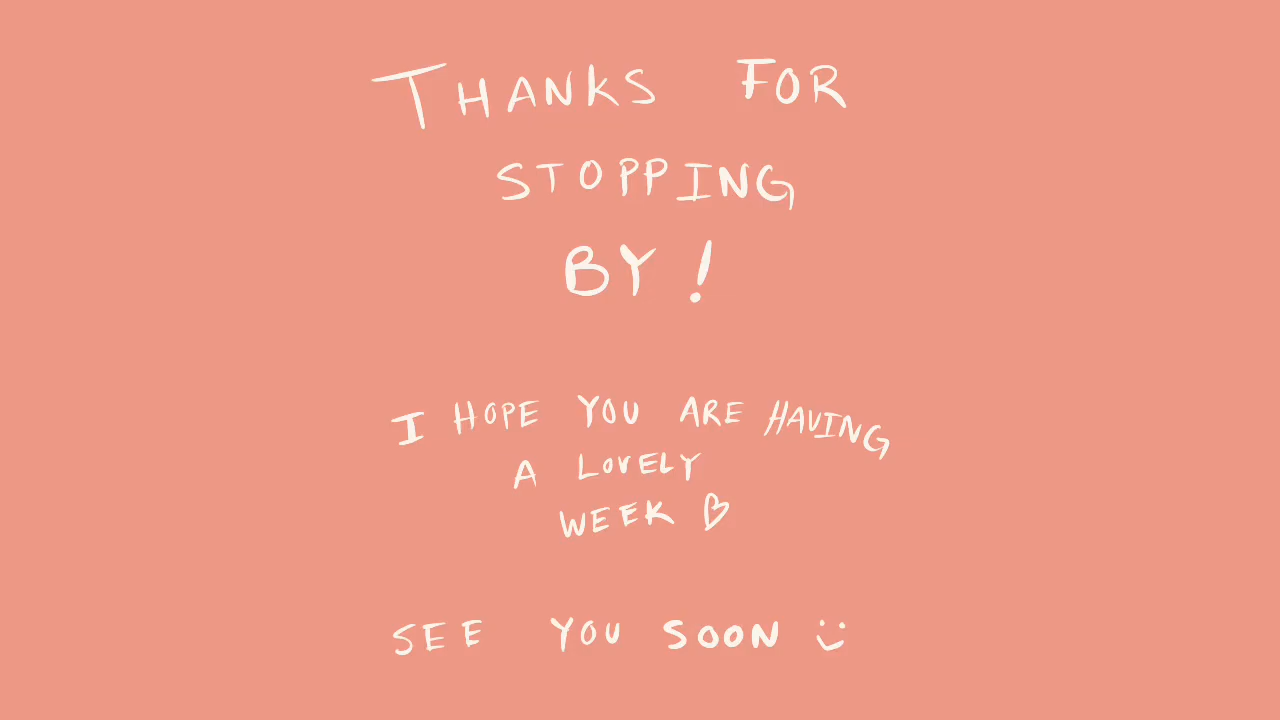 THANKS FOR
STOPPING
BY!
I HOPE YOU ARE HAVING
A LOVELY
WEEK ♡
SEE YOU SOON :)